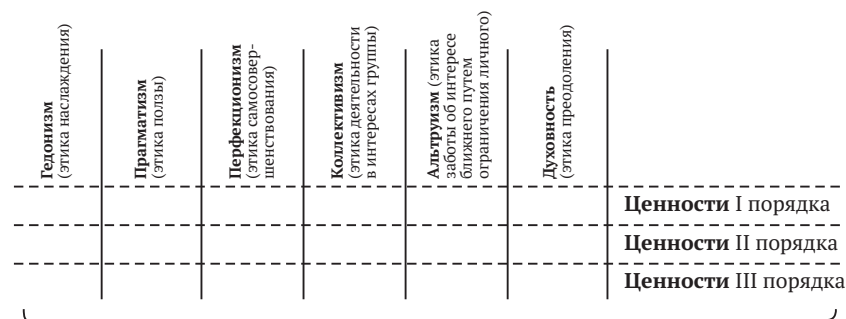 Гедонизм
(этика наслаждения)
Прагматизм
(этика ползы)
Перфекционизм
(этика самосовер-
шенствования)
Коллективизм
(этика деятельности
в интересах группы)
Альтруизм (этика
заботы об интересе
ближнего путем
ограничения личного)
Духовность
(этика преодоления)
Ценности I порядка
Ценности II порядка
Ценности III порядка